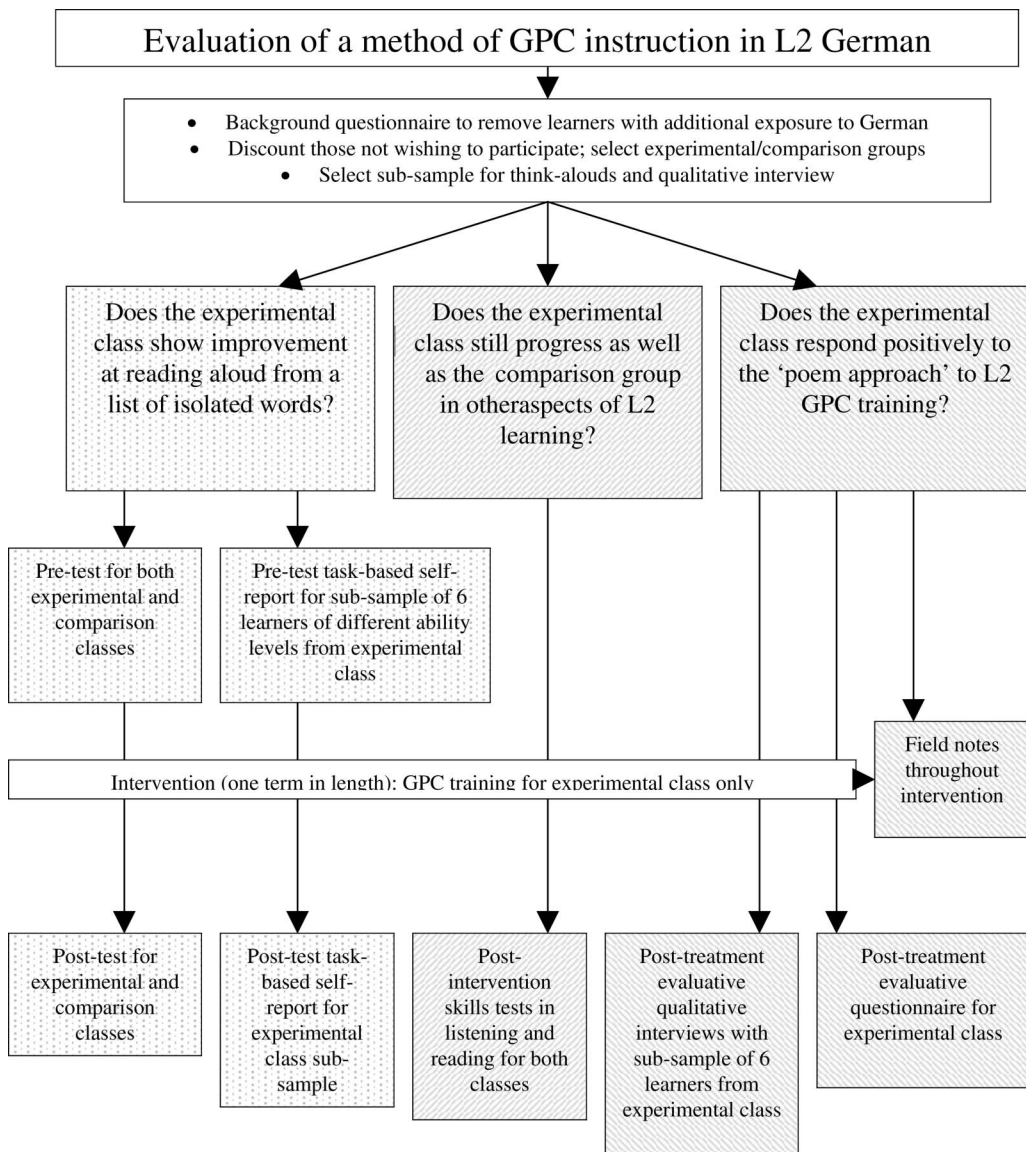 Evaluation of a method of GPC instruction in L2 German
• Background questionnaire to remove learners with additional exposure to German
• Discount those not wishing to participate; select experimental/comparison groups
• Select sub-sample for think-alouds and qualitative interview
Does the experimental
class show improvement
at reading aloud from a
list of isolated words?
Does the experimental
class still progress as well
as the comparison group
in otheraspects of L2
learning?
Does the experimental
class respond positively to
the ‘poem approach’ to L2
GPC training?
Pre-test for both
experimental and
comparison
classes
Pre-test task-based self-
report for sub-sample of 6
learners of different ability
levels from experimental
class
Field notes
throughout
intervention
Intervention (one term in length): GPC training for experimental class only
Post-test for
experimental and
comparison
classes
Post-test task-
based self-
report for
experimental
class sub-
sample
Post-
intervention
skills tests in
listening and
reading for both
classes
Post-treatment
evaluative
qualitative
interviews with
sub-sample of 6
learners from
experimental class
Post-treatment
evaluative
questionnaire for
experimental class